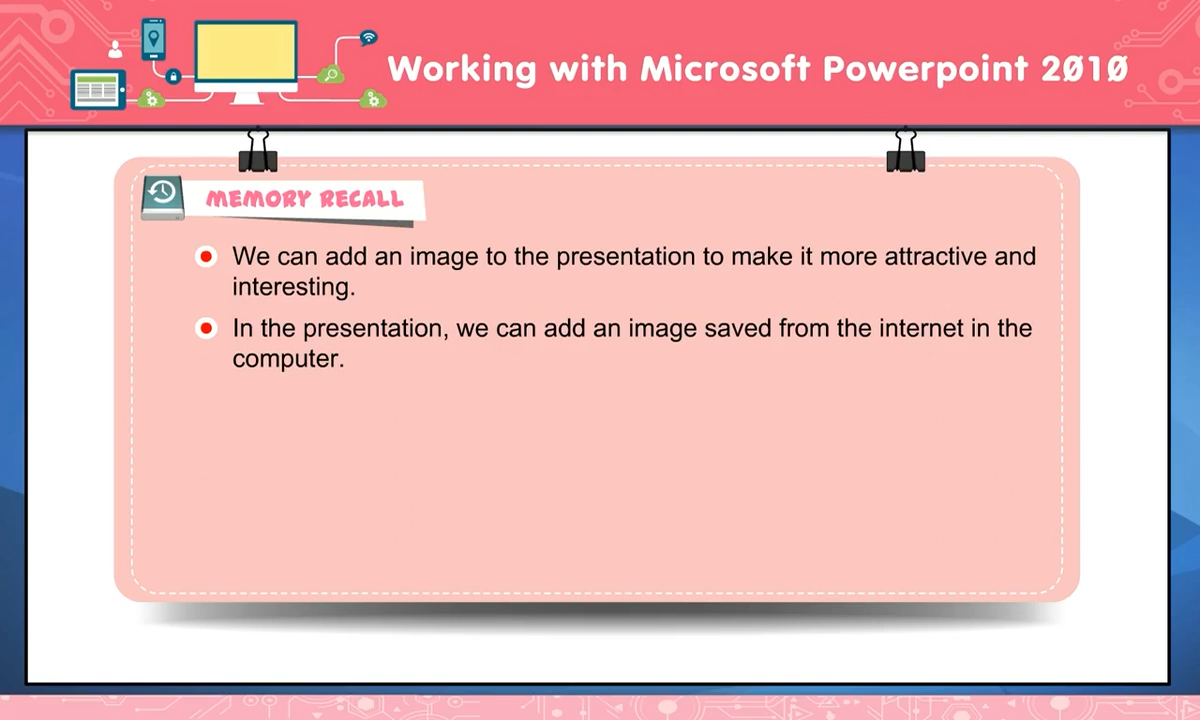 Working with Microsoft Powerpoint 2010
MEMORY RECALL
We can add an image to the presentation to make it more attractive and
interesting.
In the presentation, we can add an image saved from the internet in the
computer.